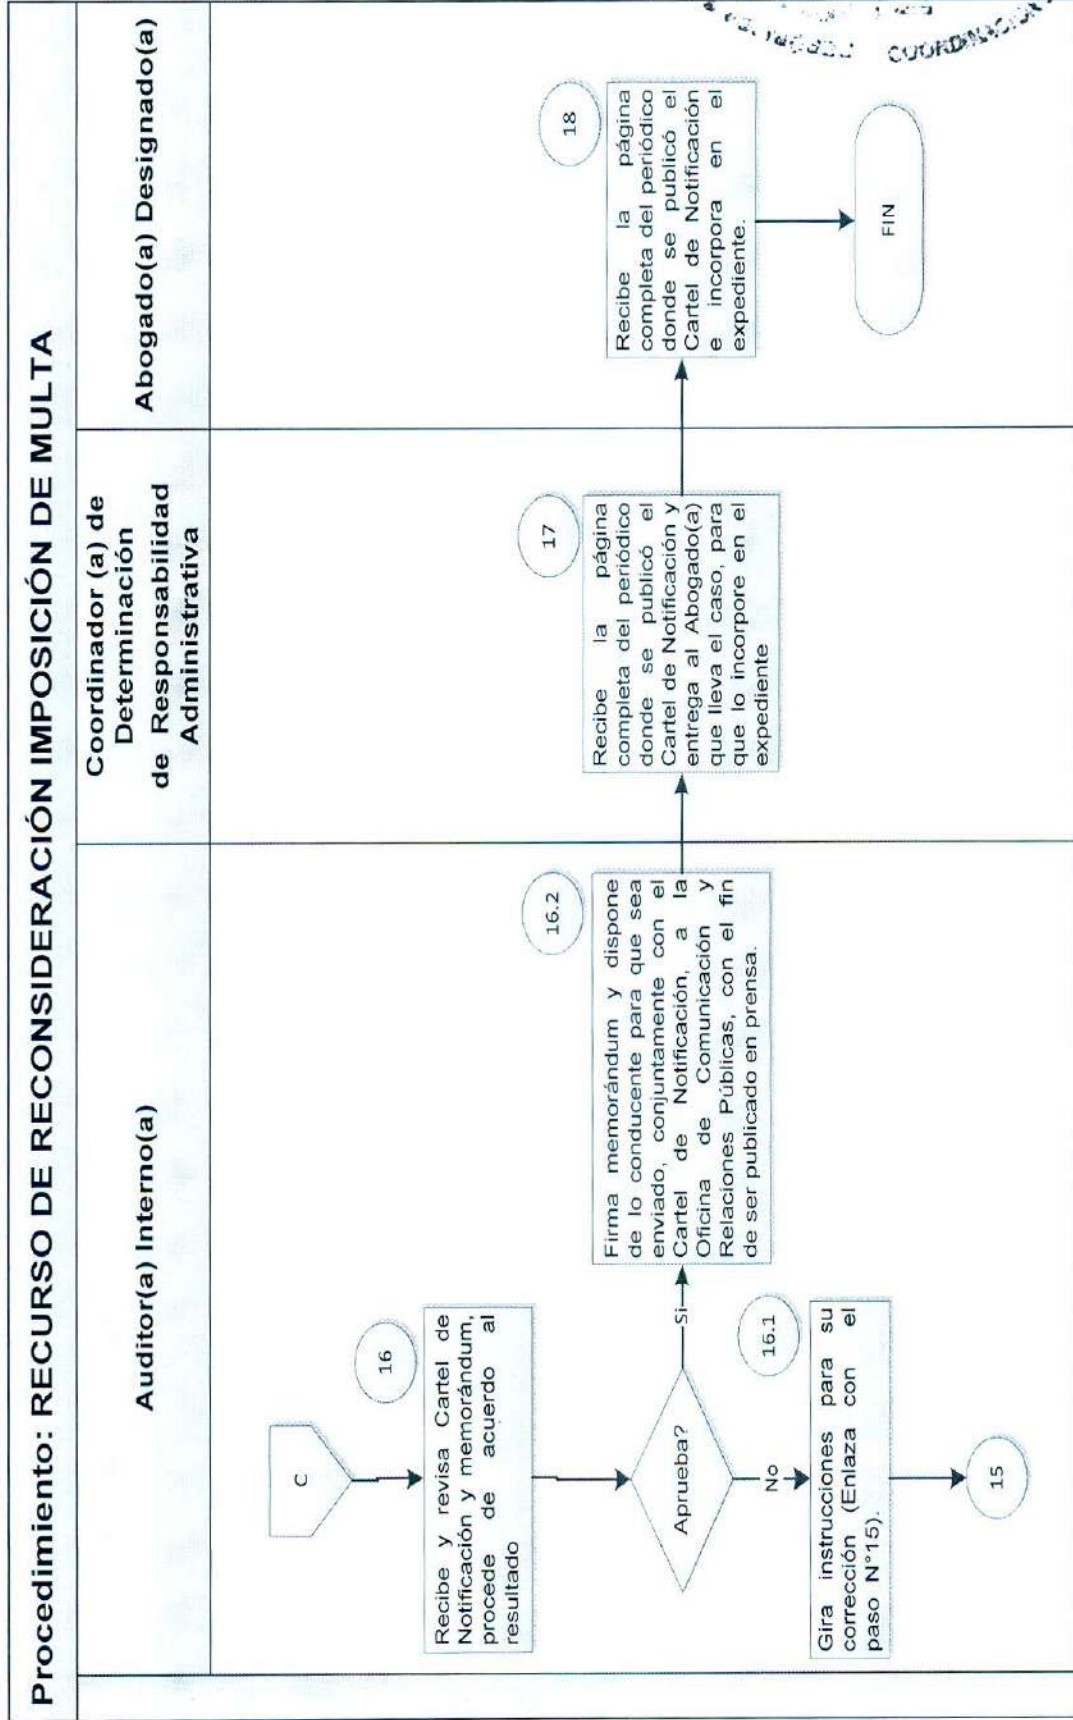 Procedimiento: RECURSO DE RECONSIDERACIÓN IMPOSICIÓN DE MULTA
Auditor(a) Interno(a)
Coordinador (a) de
Determinación
de Responsabilidad
Administrativa
Abogado(a) Designado(a)
C
16
Recibe y revisa Cartel de
Notificación y memorándum,
procede de acuerdo al
resultado
Aprueba?
Si
No
16.1
Gira instrucciones para su
corrección (Enlaza con el
paso N°15).
15
16.2
Firma memorándum y dispone
de lo conducente para que sea
enviado, conjuntamente con el
Cartel de Notificación, a la
Oficina de Comunicación y
Relaciones Públicas, con el fin
de ser publicado en prensa.
17
Recibe la página
completa del periódico
donde se publicó el
Cartel de Notificación y
entrega al Abogado(a)
que lleva el caso, para
que lo incorpore en el
expediente
18
Recibe la página
completa del periódico
donde se publicó el
Cartel de Notificación
e incorpora en el
expediente.
FIN